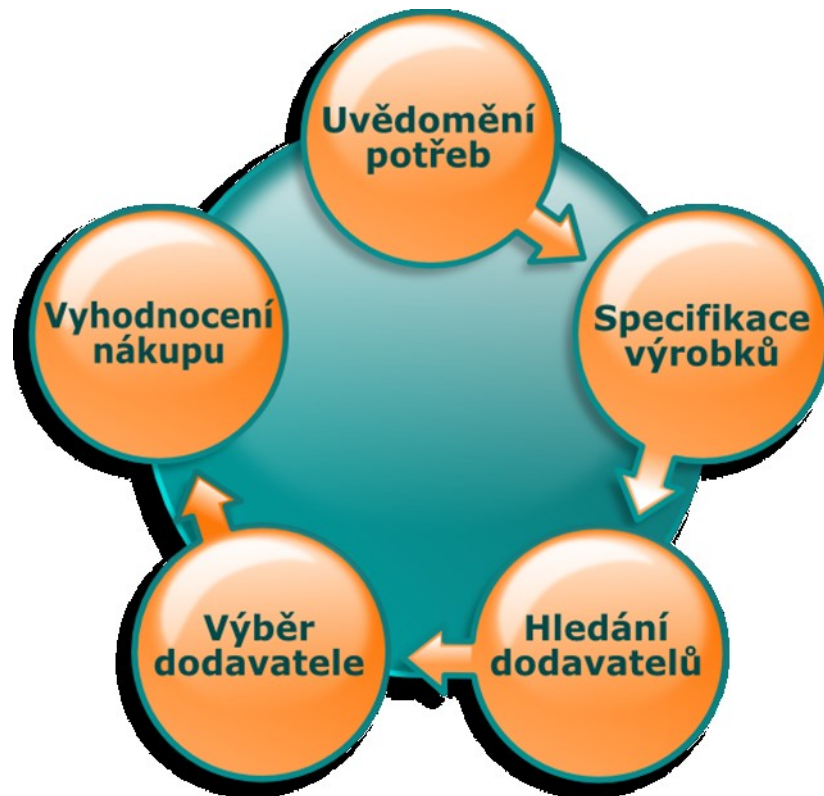 Uvědomění
potřeb
Specifikace
výrobků
Hledání
dodavatelů
Výběr
dodavatele
Vyhodnocení
nákupu